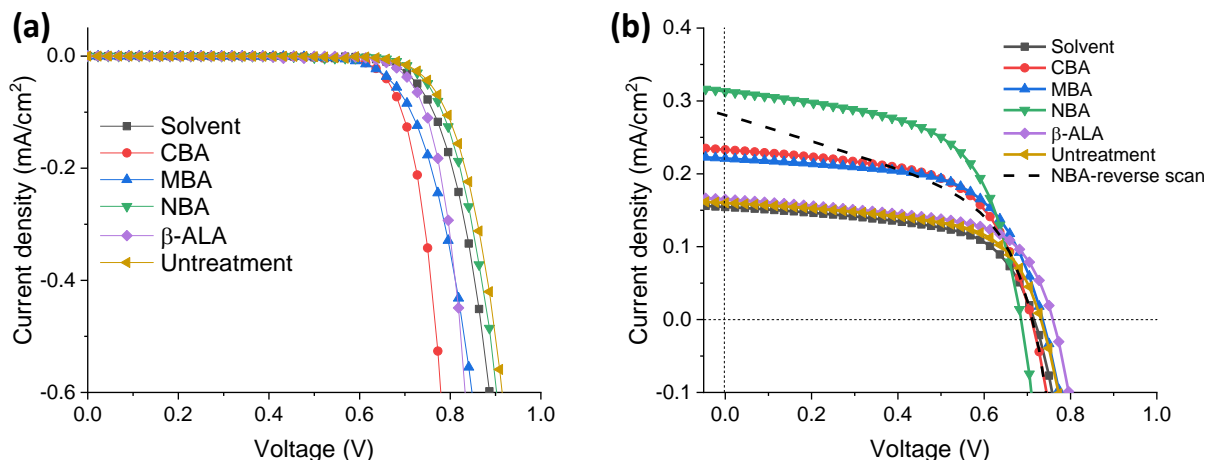 (a)
0.0
-0.2
-0.4
-0.6
Current density (mA/cm²)
Solvent
CBA
MBA
NBA
β-ALA
Untreatment
0.0 0.2 0.4 0.6 0.8 1.0
Voltage (V)
(b)
0.4
0.3
0.2
0.1
0.0
-0.1
Current density (mA/cm²)
Solvent
CBA
MBA
NBA
β-ALA
Untreatment
NBA-reverse scan
0.0 0.2 0.4 0.6 0.8 1.0
Voltage (V)